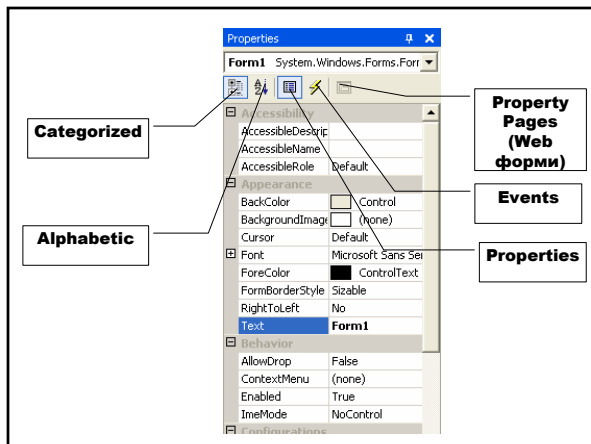 Properties
Form1 System.Windows.Forms.Forr
Categorized
Alphabetic
Property
Pages
(Web
форми)
Events
Properties
Accessibility
AccessibleDescrip
AccessibleName
AccessibleRole Default
Appearance
BackColor Control
BackgroundImage (none)
Cursor Default
Font Microsoft Sans Ser
ForeColor ControlText
FormBorderStyle Sizable
RightToLeft No
Text Form1
Behavior
AllowDrop False
ContextMenu (none)
Enabled True
ImeMode NoControl
Configurations